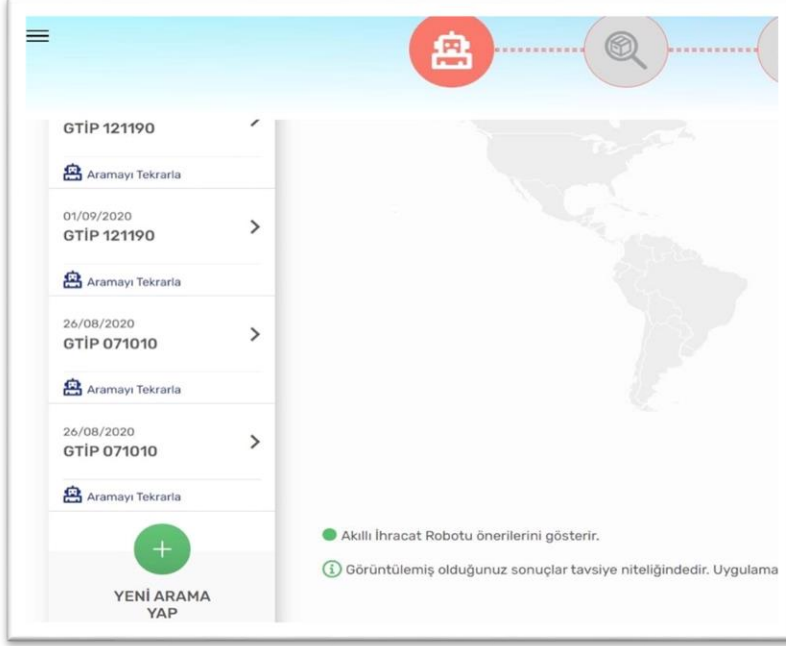 GTİP 121190
Aramayı Tekrarla
01/09/2020
GTİP 121190
Aramayı Tekrarla
26/08/2020
GTİP 071010
Aramayı Tekrarla
26/08/2020
GTİP 071010
Aramayı Tekrarla
YENİ ARAMA
YAP
Akıllı İhracat Robotu önerilerini gösterir.
Görüntülemiş olduğunuz sonuçlar tavsiye niteliğindedir. Uygulama